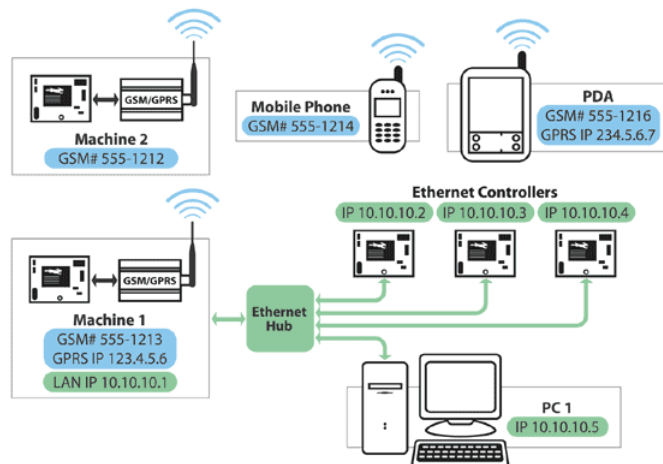 GSM/GPRS
Machine 2
GSM# 555-1212
Mobile Phone
GSM# 555-1214
PDA
GSM# 555-1216
GPRS IP 234.5.6.7
Ethernet Controllers
IP 10.10.10.2
IP 10.10.10.3
IP 10.10.10.4
GSM/GPRS
Machine 1
GSM# 555-1213
GPRS IP 123.4.5.6
LAN IP 10.10.10.1
Ethernet
Hub
PC 1
IP 10.10.10.5